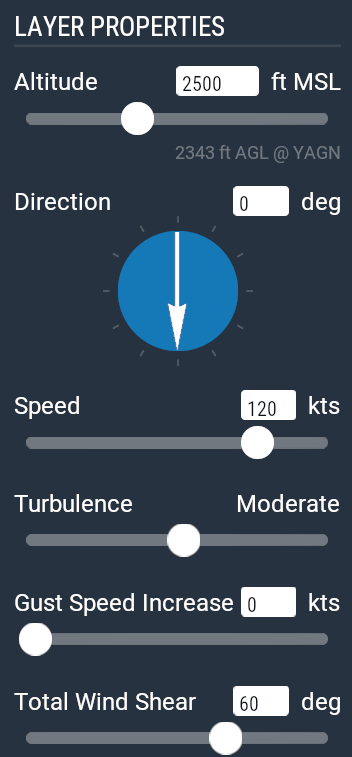 LAYER PROPERTIES
Altitude 2500 ft MSL
2343 ft AGL @ YAGN
Direction 0 deg
Speed 120 kts
Turbulence Moderate
Gust Speed Increase 0 kts
Total Wind Shear 60 deg